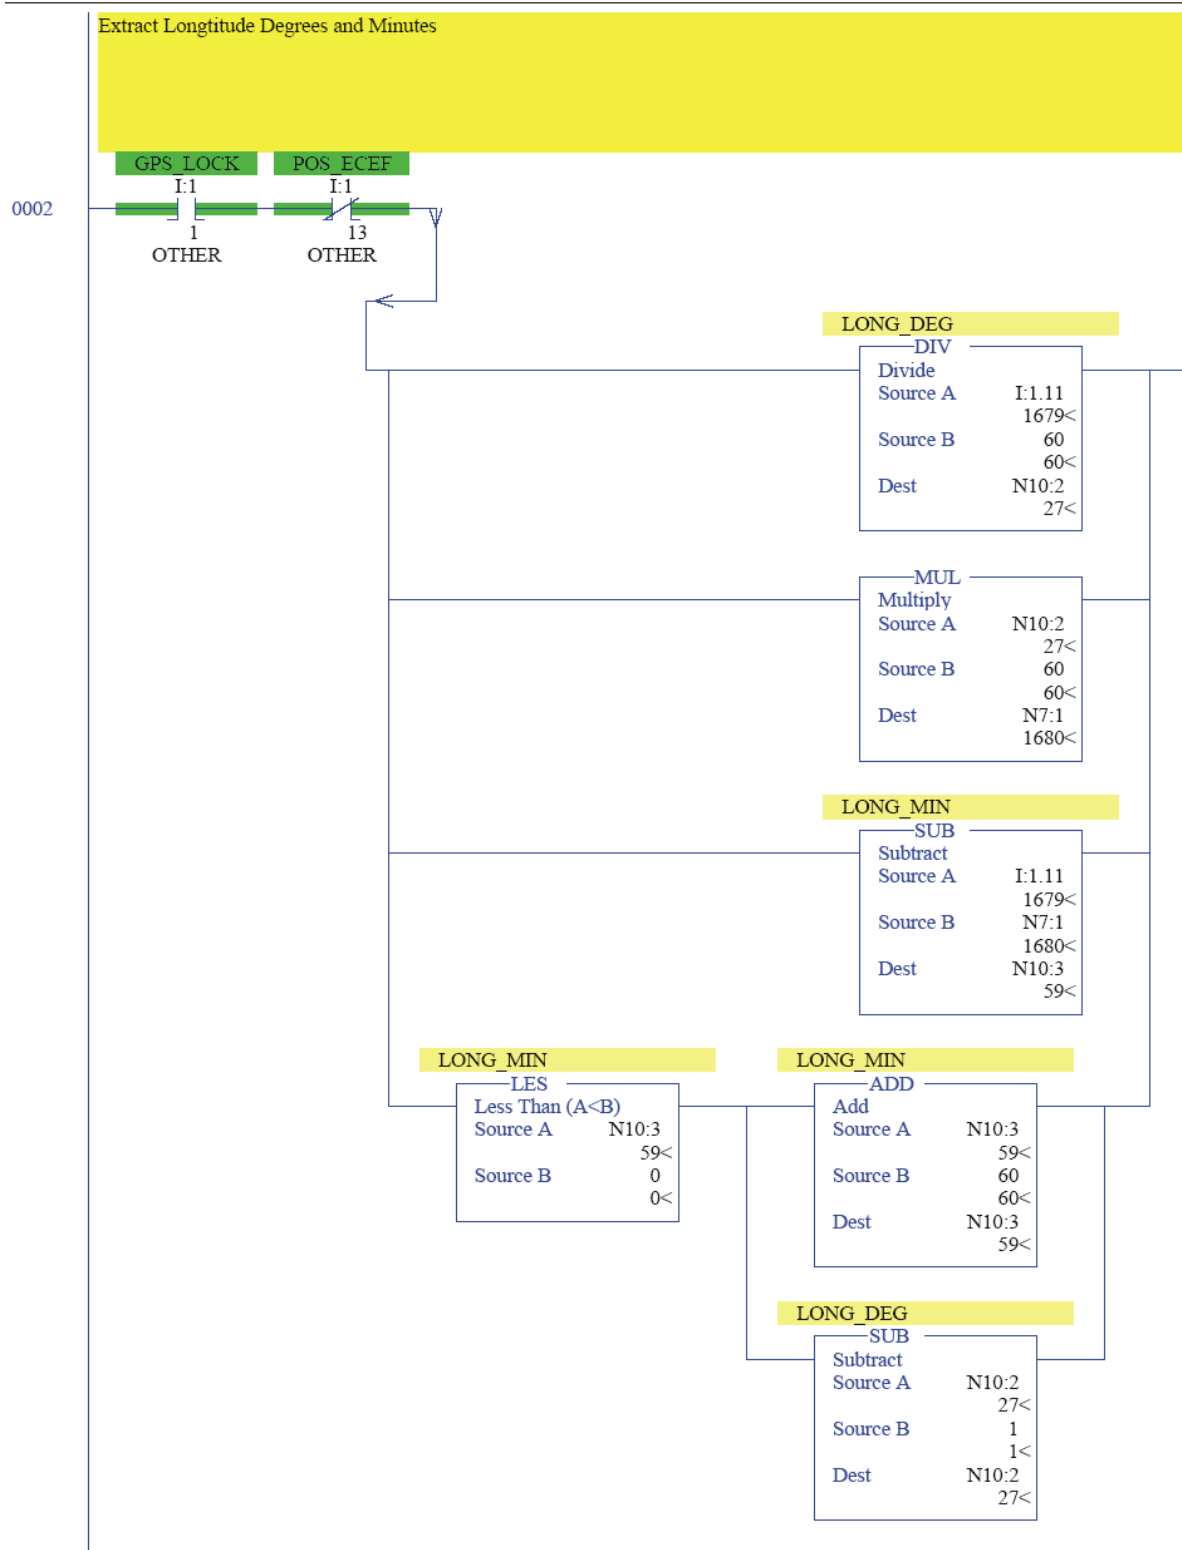 Extract Longtitude Degrees and Minutes
GPS_LOCK POS_ECEF
I:1 I:1
0002
1 13
OTHER OTHER
LONG_DEG
DIV
Divide
Source A I:1.11
1679<
Source B 60
60<
Dest N10:2
27<
MUL
Multiply
Source A N10:2
27<
Source B 60
60<
Dest N7:1
1680<
LONG_MIN
SUB
Subtract
Source A I:1.11
1679<
Source B N7:1
1680<
Dest N10:3
59<
LONG_MIN
LES
Less Than (A<B)
Source A N10:3
59<
Source B 0
0<
LONG_MIN
ADD
Add
Source A N10:3
59<
Source B 60
60<
Dest N10:3
59<
LONG_DEG
SUB
Subtract
Source A N10:2
27<
Source B 1
1<
Dest N10:2
27<